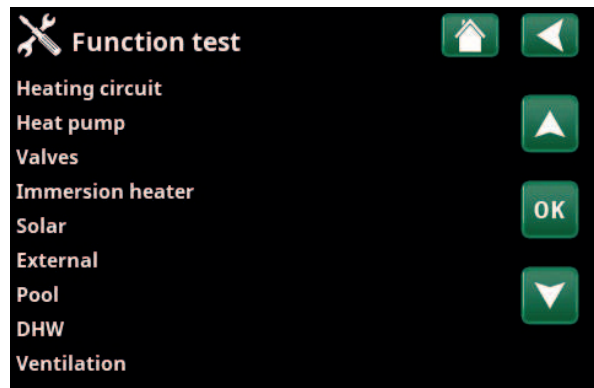 Function test
Heating circuit
Heat pump
Valves
Immersion heater
Solar
OK
External
Pool
DHW
Ventilation